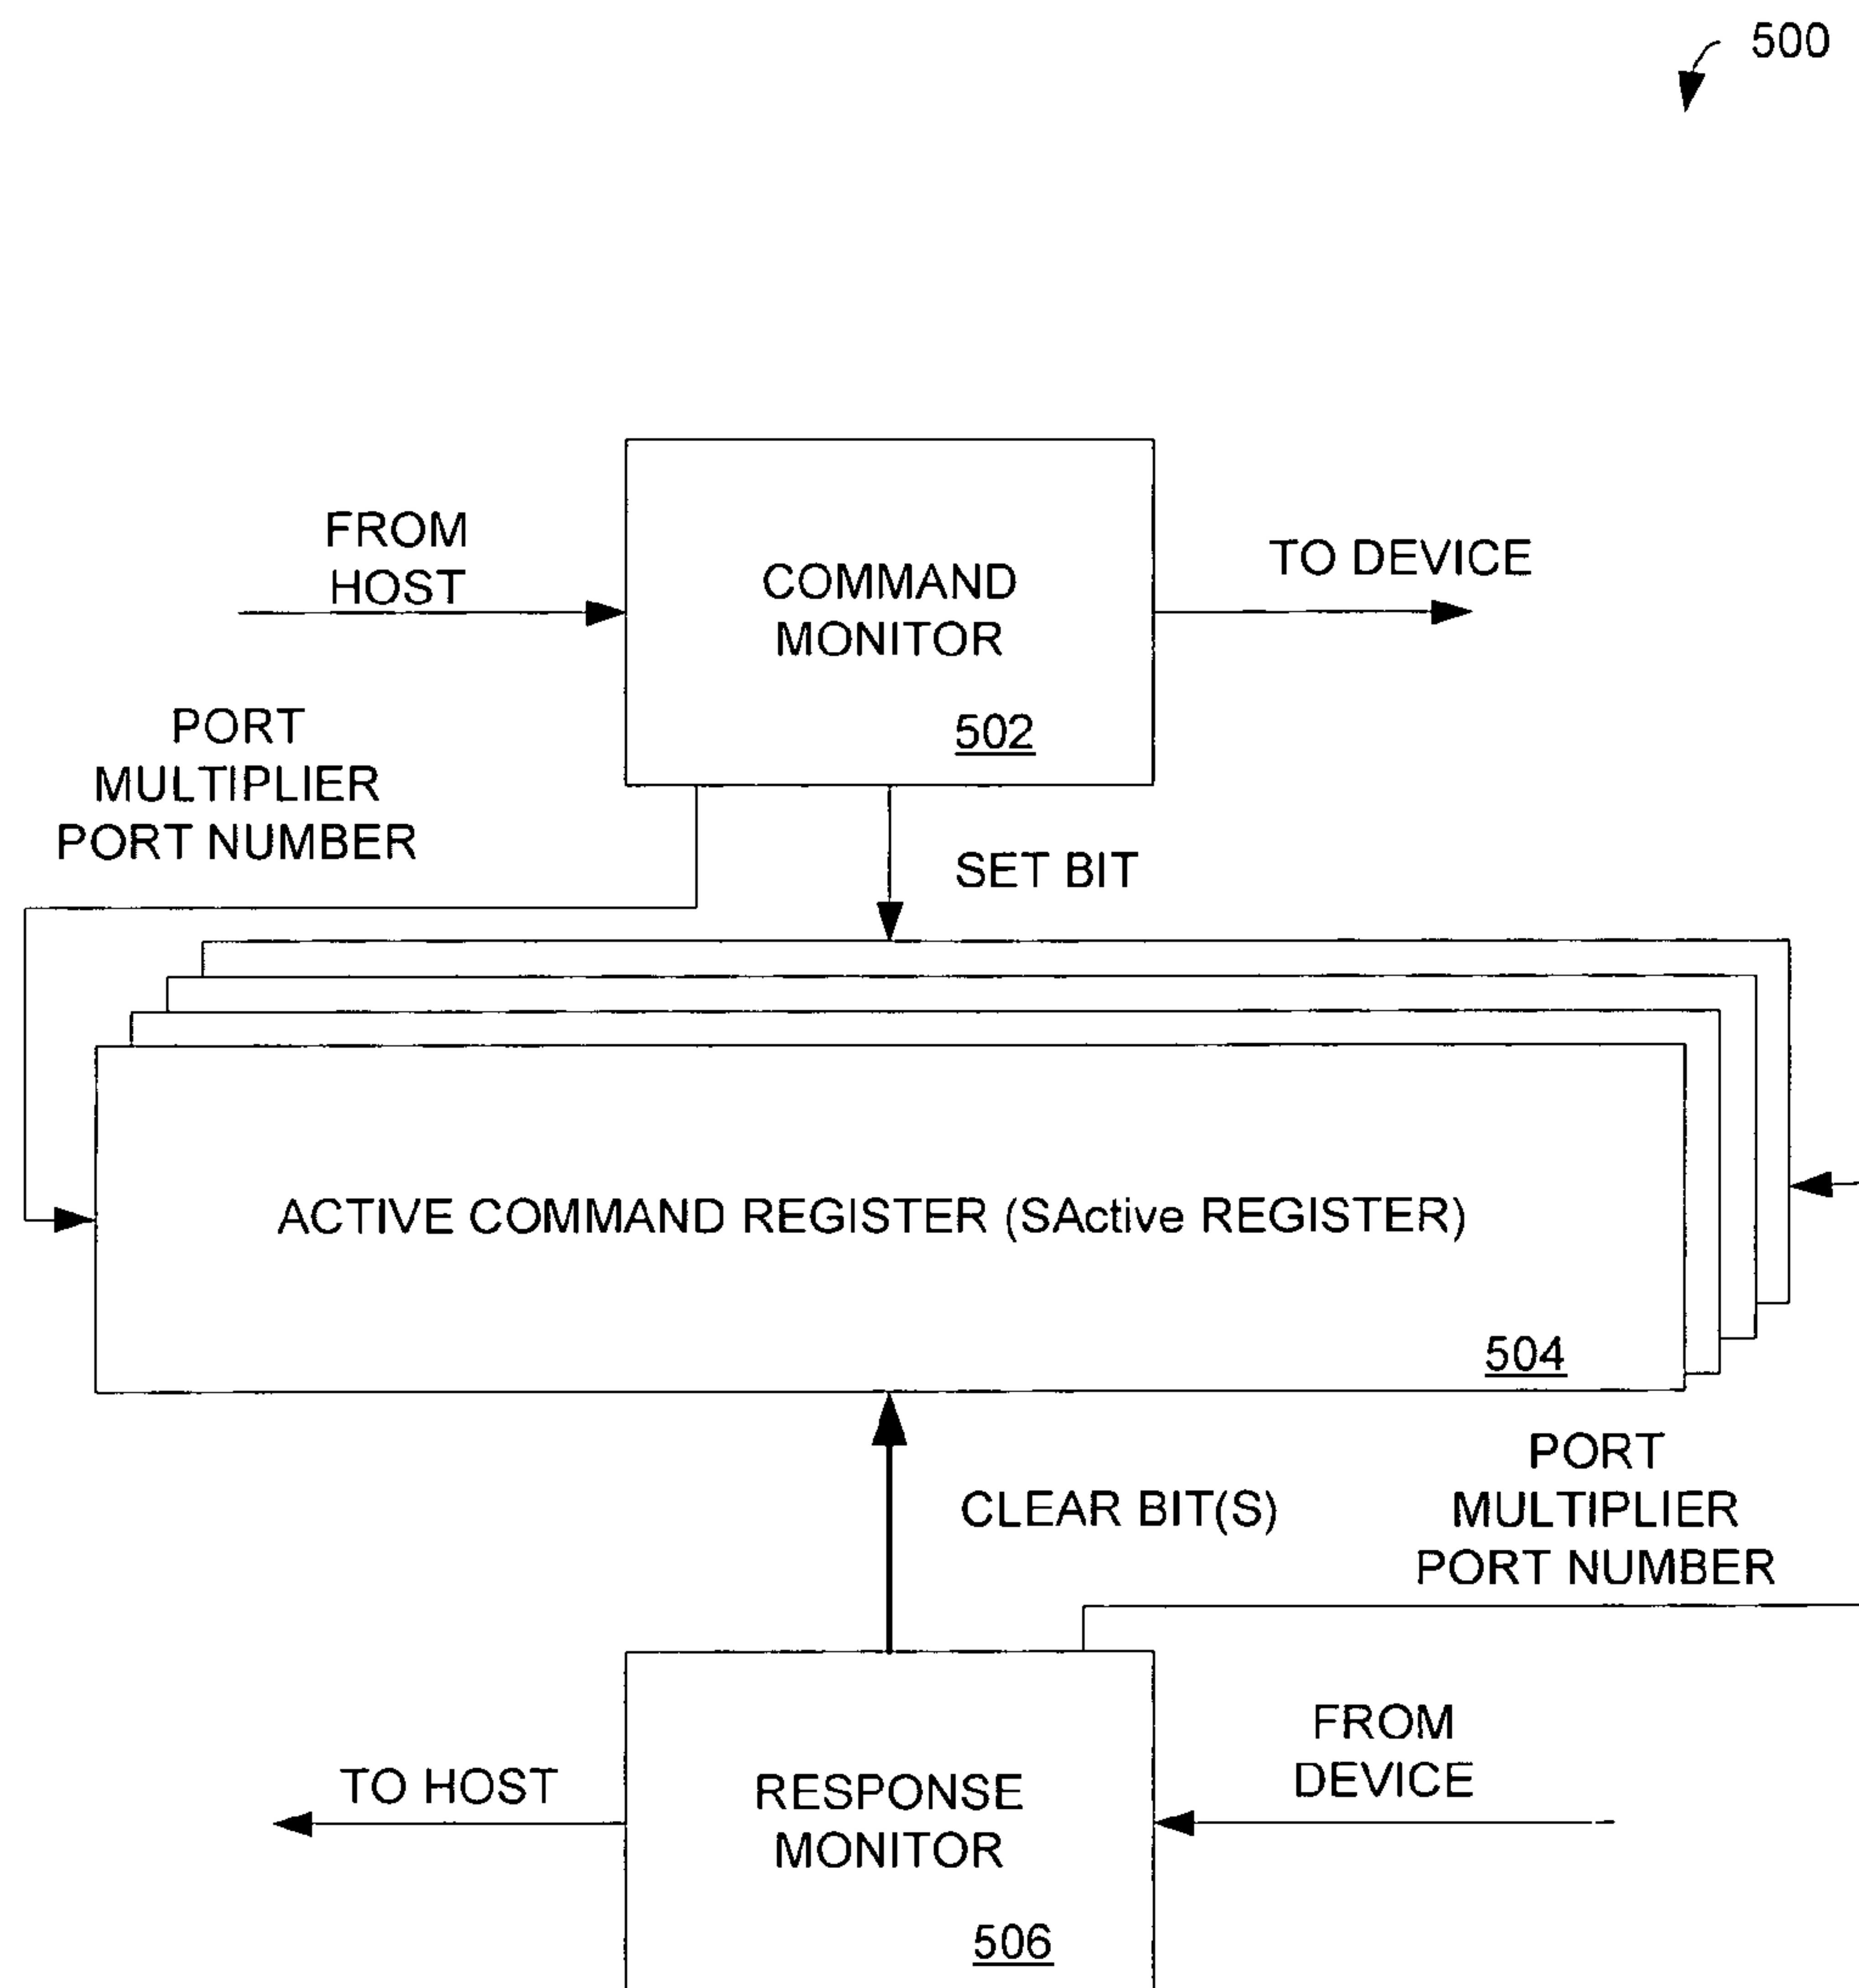 500
FROM
HOST
COMMAND
MONITOR
502
TO DEVICE
PORT
MULTIPLIER
PORT NUMBER
SET BIT
ACTIVE COMMAND REGISTER (SActive REGISTER)
504
CLEAR BIT(S)
PORT
MULTIPLIER
PORT NUMBER
TO HOST
RESPONSE
MONITOR
506
FROM
DEVICE